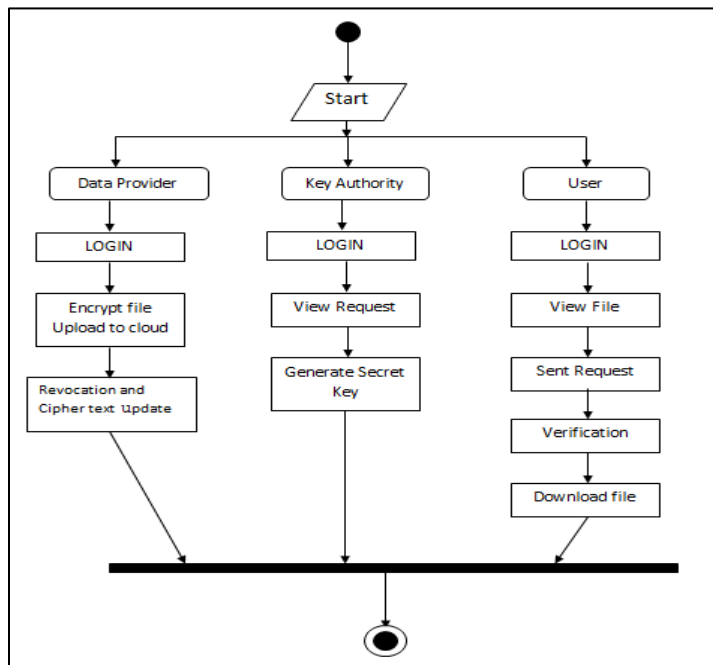 Start
Data Provider
Key Authority
User
LOGIN
LOGIN
LOGIN
Encrypt file
Upload to cloud
View Request
View File
Revocation and
Cipher text Update
Generate Secret
Key
Sent Request
Verification
Download file